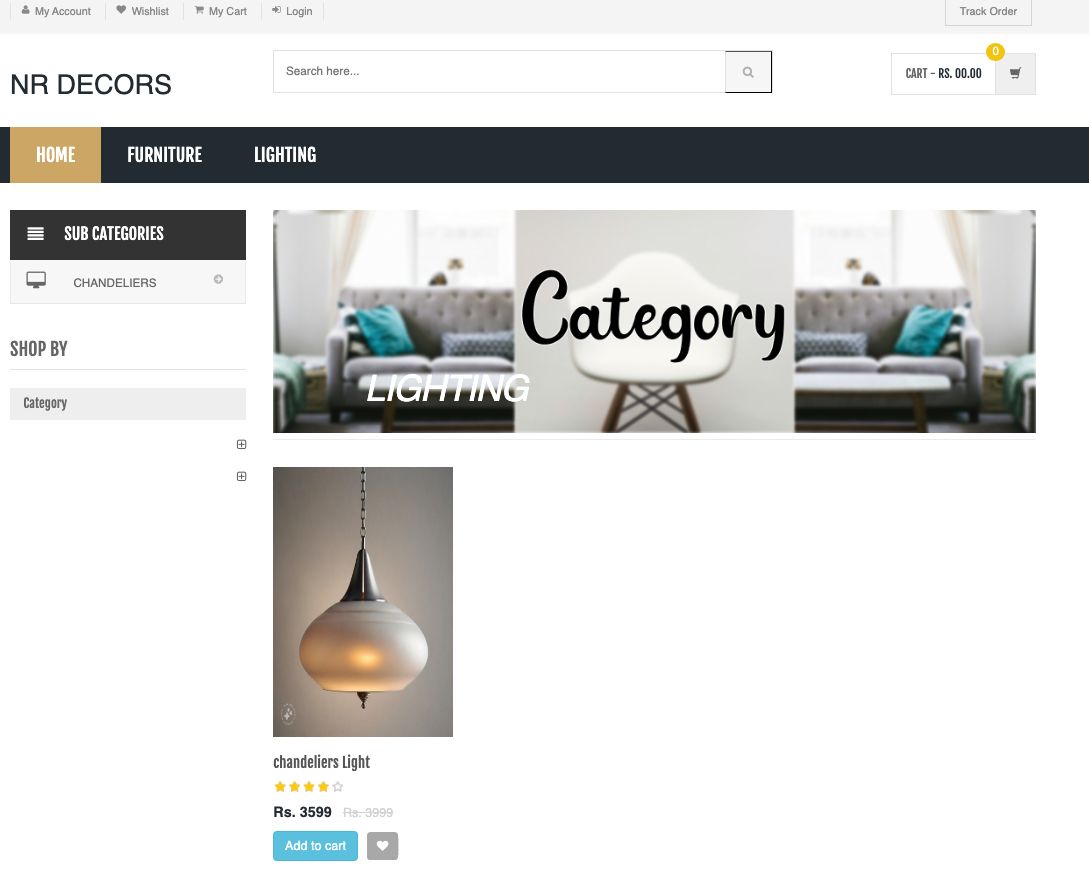 My Account
Wishlist
My Cart
Login
Track Order
NR DECORS
Search here...
CART - RS. 00.00
0
HOME
FURNITURE
LIGHTING
SUB CATEGORIES
CHANDELIERS
SHOP BY
Category
Category
LIGHTING
chandeliers Light
Rs. 3599 Rs. 3999
Add to cart